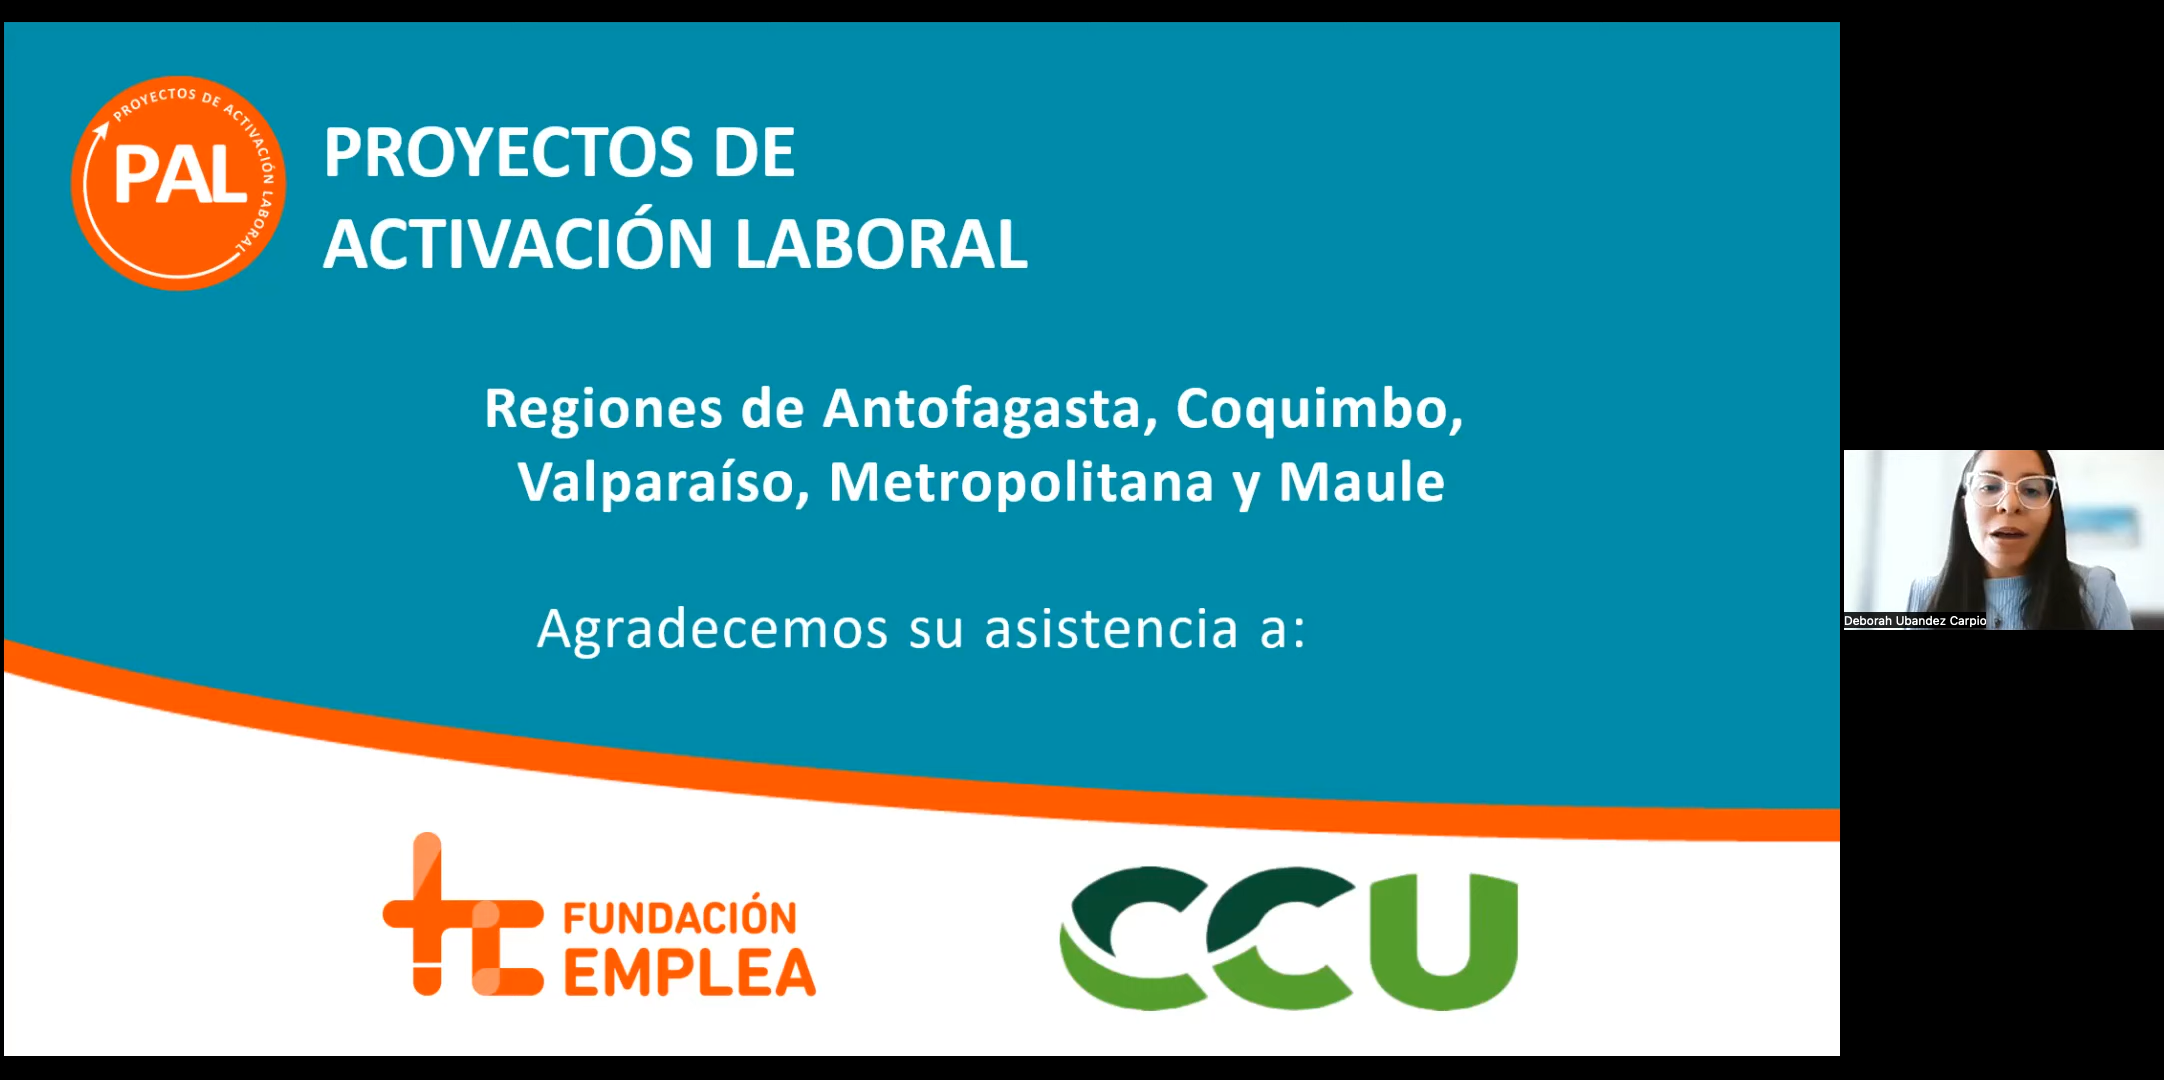 PROYECTOS DE ACTIVACIÓN LABORAL
PAL
PROYECTOS DE
ACTIVACIÓN LABORAL
Regiones de Antofagasta, Coquimbo,
Valparaíso, Metropolitana y Maule
Agradecemos su asistencia a:
FUNDACIÓN
EMPLEA
CCU
Deborah Ubandez Carpio